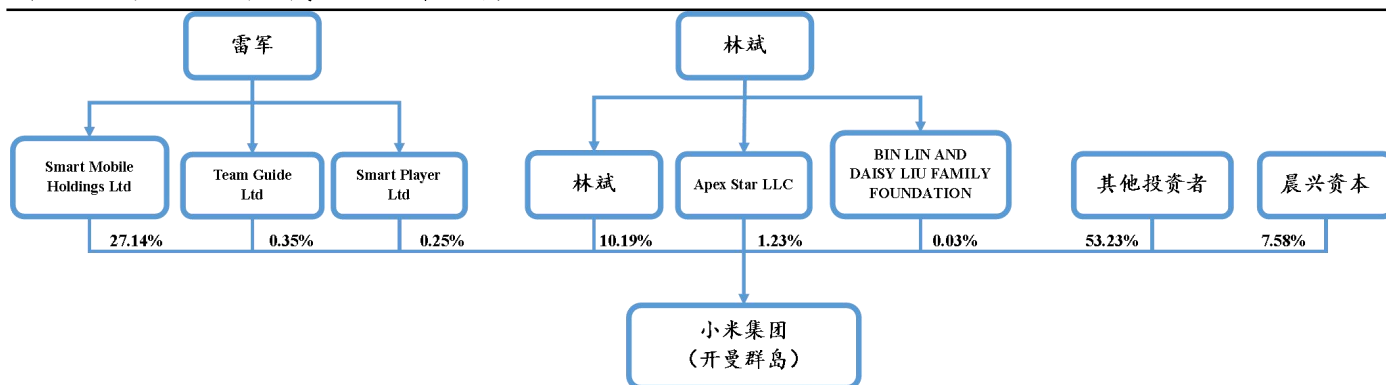 雷军
林斌
Smart Mobile
Holdings Ltd
Team Guide
Ltd
Smart Player
Ltd
林斌
Apex Star LLC
BIN LIN AND
DAISY LIU FAMILY
FOUNDATION
其他投资者
晨兴资本
27.14%
0.35%
0.25%
10.19%
1.23%
0.03%
53.23%
7.58%
小米集团
（开曼群岛）